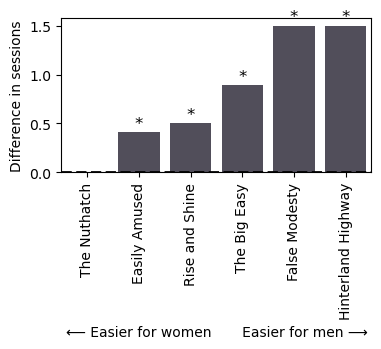 Difference in sessions
1.5
1.0
0.5
0.0
* * * * *
The Nuthatch
Easily Amused
Rise and Shine
The Big Easy
False Modesty
Hinterland Highway
⟵ Easier for women Easier for men ⟶